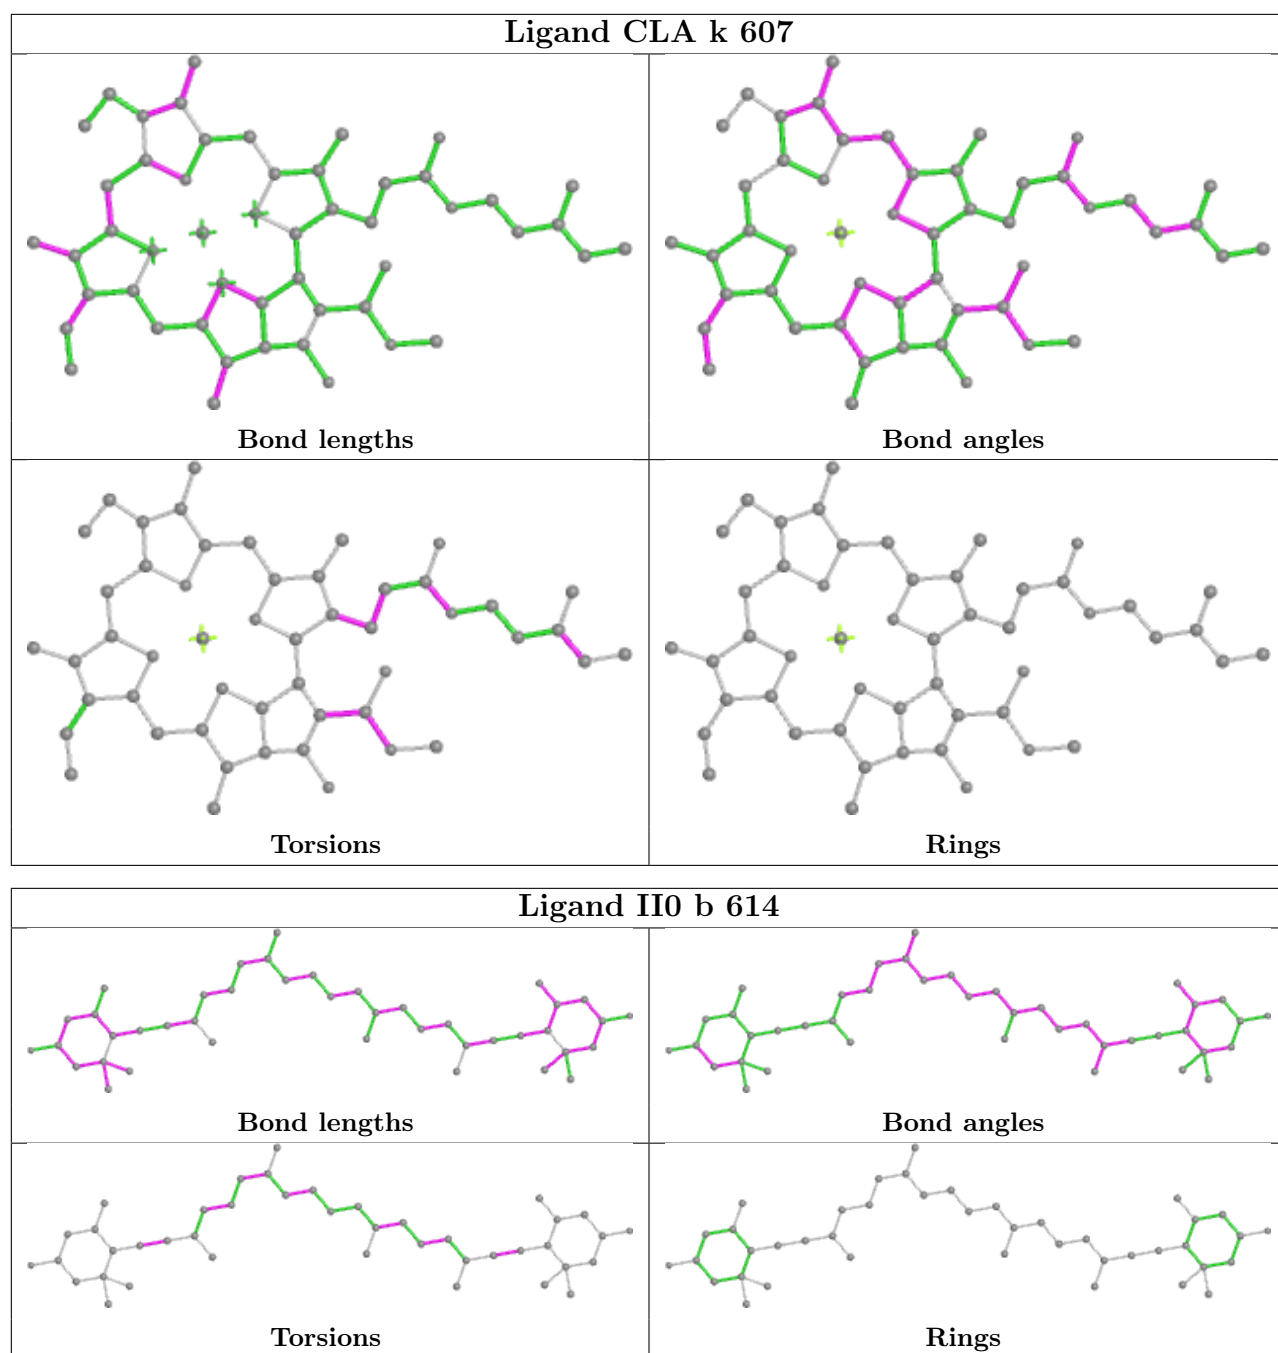 Ligand CLA k 607
Bond lengths
Bond angles
Torsions
Rings
Ligand II0 b 614
Bond lengths
Bond angles
Torsions
Rings